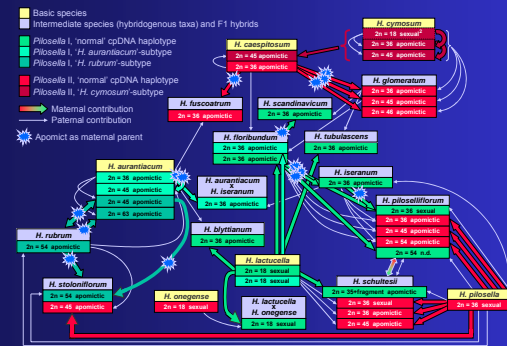 Basic species
Intermediate species (hybridogenous taxa) and F1 hybrids
Pilosella I, 'normal' cpDNA haplotype
Pilosella I, 'H. aurantiacum'-subtype
Pilosella I, 'H. rubrum'-subtype
Pilosella II, 'normal' cpDNA haplotype
Pilosella II, 'H. cymosum'-subtype
Maternal contribution
Paternal contribution
Apomict as maternal parent
H. cymosum
2n = 18 sexual
2n = 36 apomictic
2n = 45 apomictic
H. caespitosum
2n = 45 apomictic
2n = 36 apomictic
H. glomeratum
2n = 36 apomictic
2n = 45 apomictic
2n = 46 apomictic
H. fuscoatrum
2n = 36 apomictic
H. scandinavicum
2n = 36 apomictic
H. floribundum
2n = 36 apomictic
2n = 36 apomictic
H. tubulascens
2n = 36 apomictic
H. aurantiacum
2n = 36 apomictic
2n = 45 apomictic
2n = 45 apomictic
2n = 63 apomictic
H. aurantiacum
x
H. iseranum
2n = 36 apomictic
H. iseranum
2n = 36 apomictic
H. piloselliflorum
2n = 36 sexual
2n = 36 apomictic
2n = 45 apomictic
2n = 54 apomictic
2n = 54 n.d.
H. rubrum
2n = 54 apomictic
H. blyttianum
2n = 36 apomictic
H. stoloniflorum
2n = 54 apomictic
2n = 45 apomictic
H. lactucella
2n = 18 sexual
2n = 18 sexual
H. onegense
2n = 18 sexual
H. lactucella
x
H. onegense
2n = 18 sexual
H. schultesii
2n = 35+fragment apomictic
2n = 36 sexual
2n = 36 apomictic
2n = 45 apomictic
H. pilosella
2n = 36 sexual